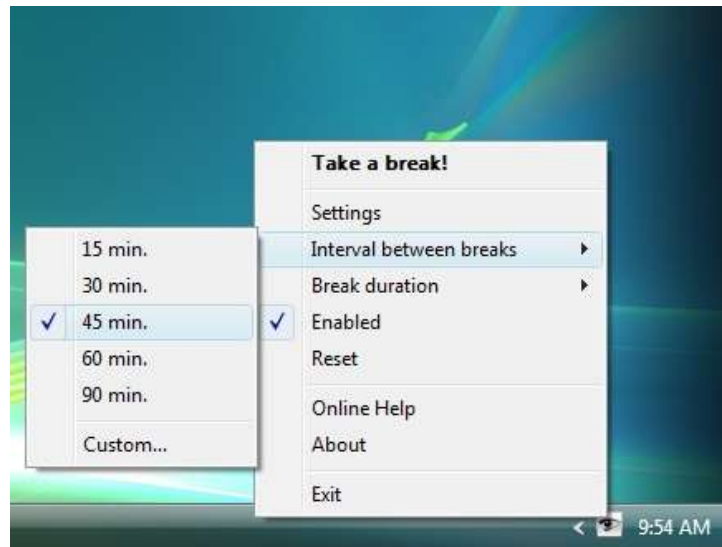 Take a break!
Settings
Interval between breaks
Break duration
Enabled
Reset
Online Help
About
Exit
15 min.
30 min.
45 min.
60 min.
90 min.
Custom...
9:54 AM